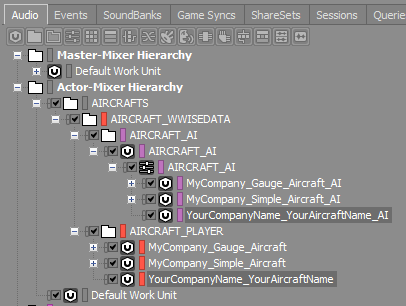 Audio Events SoundBanks Game Syncs ShareSets Sessions Queries
Master-Mixer Hierarchy
Default Work Unit
Actor-Mixer Hierarchy
AIRCRAFTS
AIRCRAFT_WWISEDATA
AIRCRAFT_AI
AIRCRAFT_AI
AIRCRAFT_AI
MyCompany_Gauge_Aircraft_AI
MyCompany_Simple_Aircraft_AI
YourCompanyName_YourAircraftName_AI
AIRCRAFT_PLAYER
MyCompany_Gauge_Aircraft
MyCompany_Simple_Aircraft
YourCompanyName_YourAircraftName
Default Work Unit